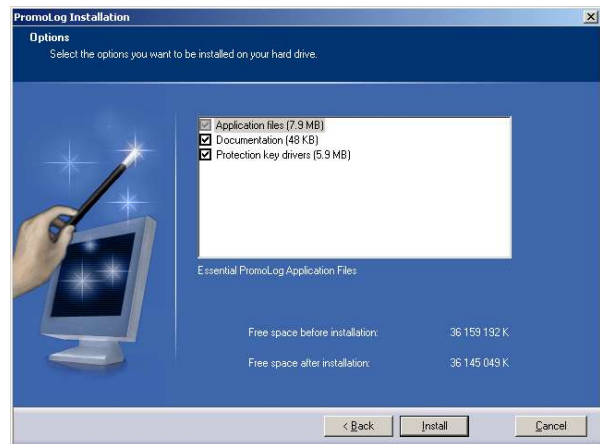 PromoLog Installation
Options
Select the options you want to be installed on your hard drive.
Application files (7.9 MB)
Documentation (48 KB)
Protection key drivers (5.9 MB)
Essential PromoLog Application Files
Free space before installation: 36 159 192 K
Free space after installation: 36 145 049 K
< Back Install Cancel